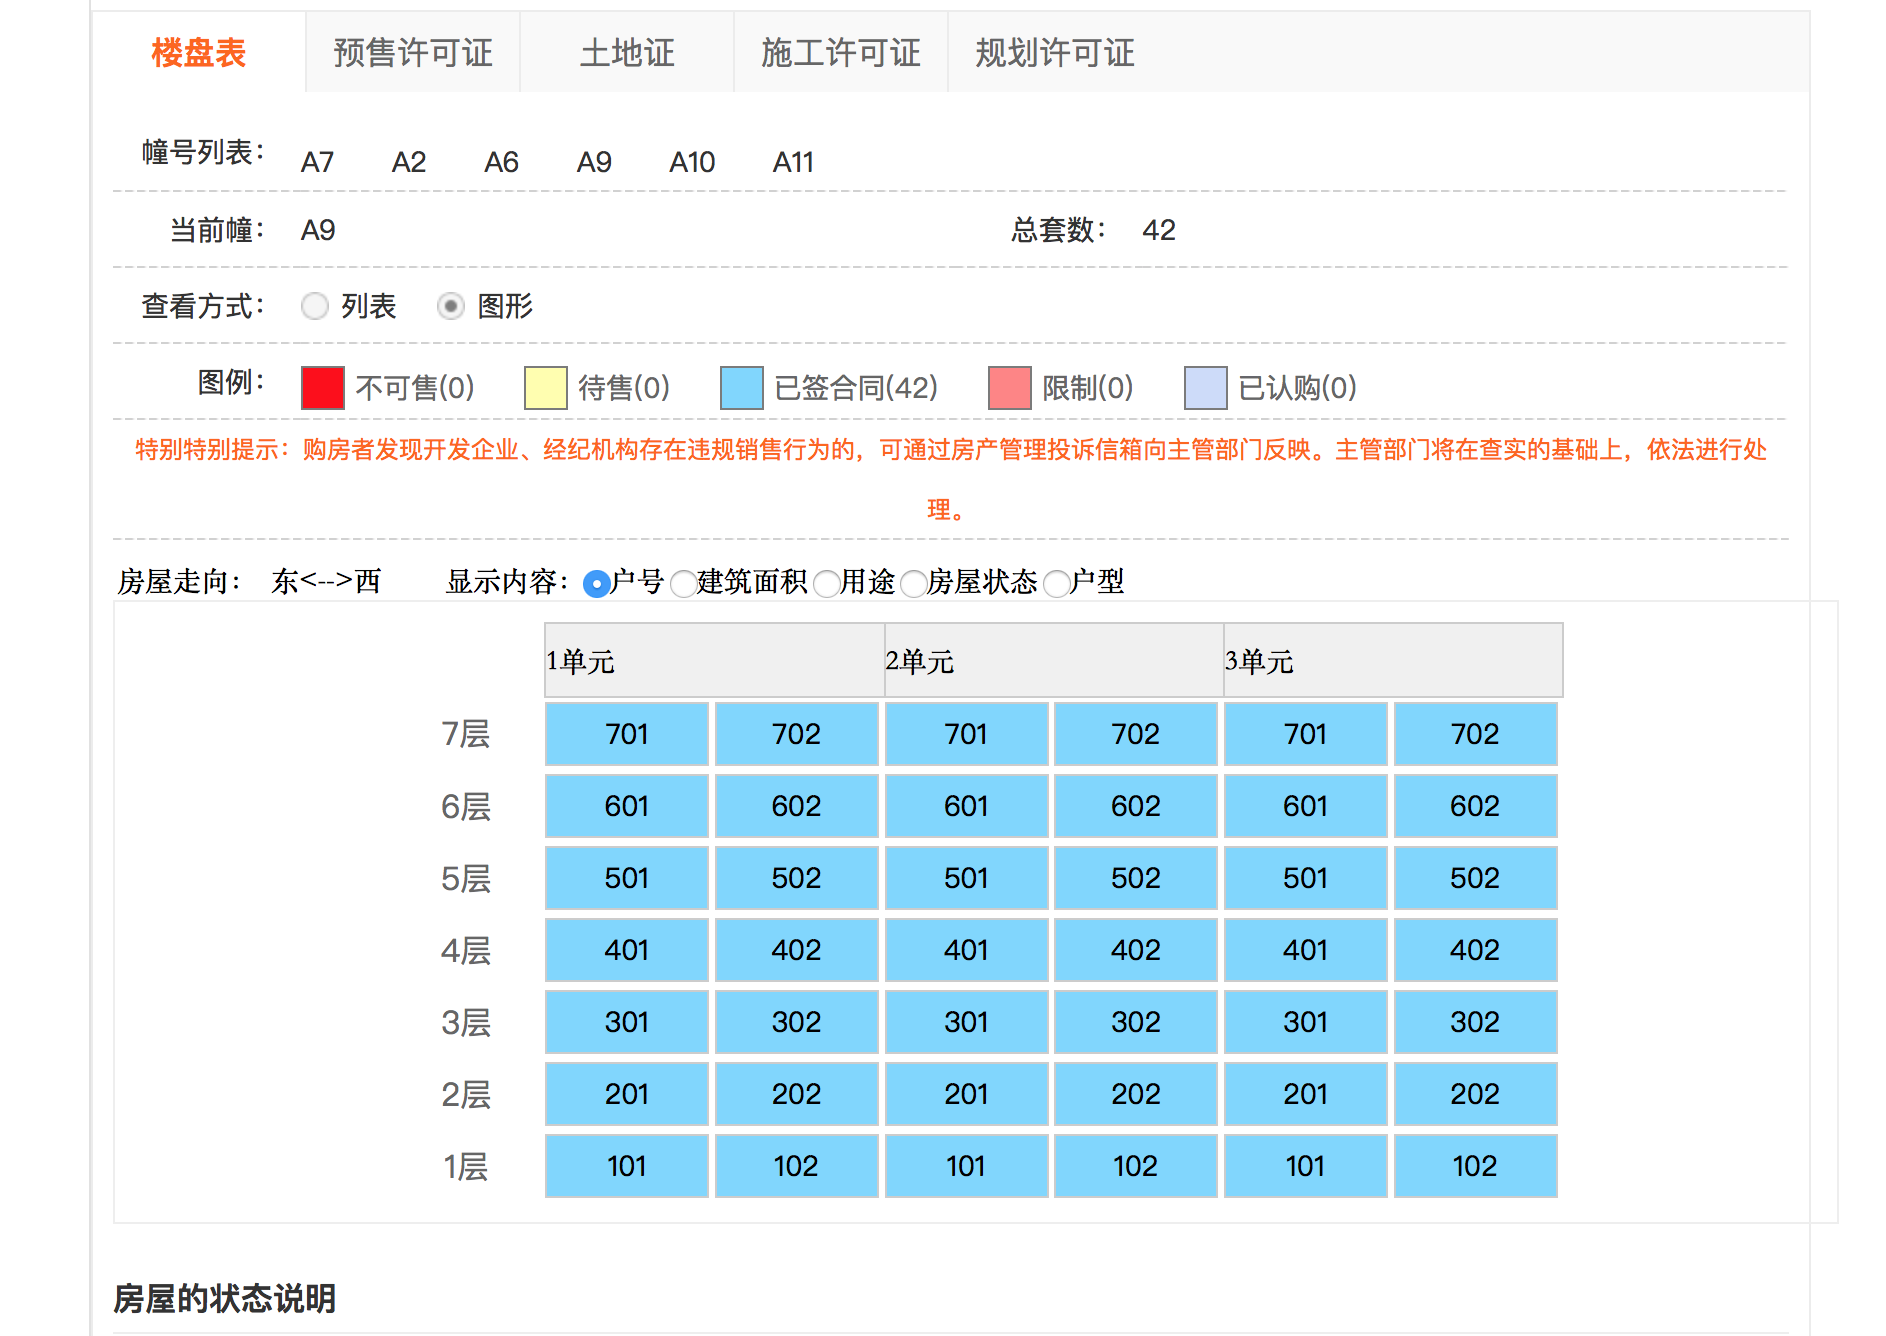 楼盘表 预售许可证 土地证 施工许可证 规划许可证
幢号列表： A7 A2 A6 A9 A10 A11
当前幢： A9 总套数： 42
查看方式： 列表 图形
图例： 不可售(0) 待售(0) 已签合同(42) 限制(0) 已认购(0)
特别特别提示：购房者发现开发企业、经纪机构存在违规销售行为的，可通过房产管理投诉信箱向主管部门反映。主管部门将在查实的基础上，依法进行处
理。
房屋走向： 东<-->西 显示内容： 户号 建筑面积 用途 房屋状态 户型
1单元 2单元 3单元
7层 701 702 701 702 701 702
6层 601 602 601 602 601 602
5层 501 502 501 502 501 502
4层 401 402 401 402 401 402
3层 301 302 301 302 301 302
2层 201 202 201 202 201 202
1层 101 102 101 102 101 102
房屋的状态说明